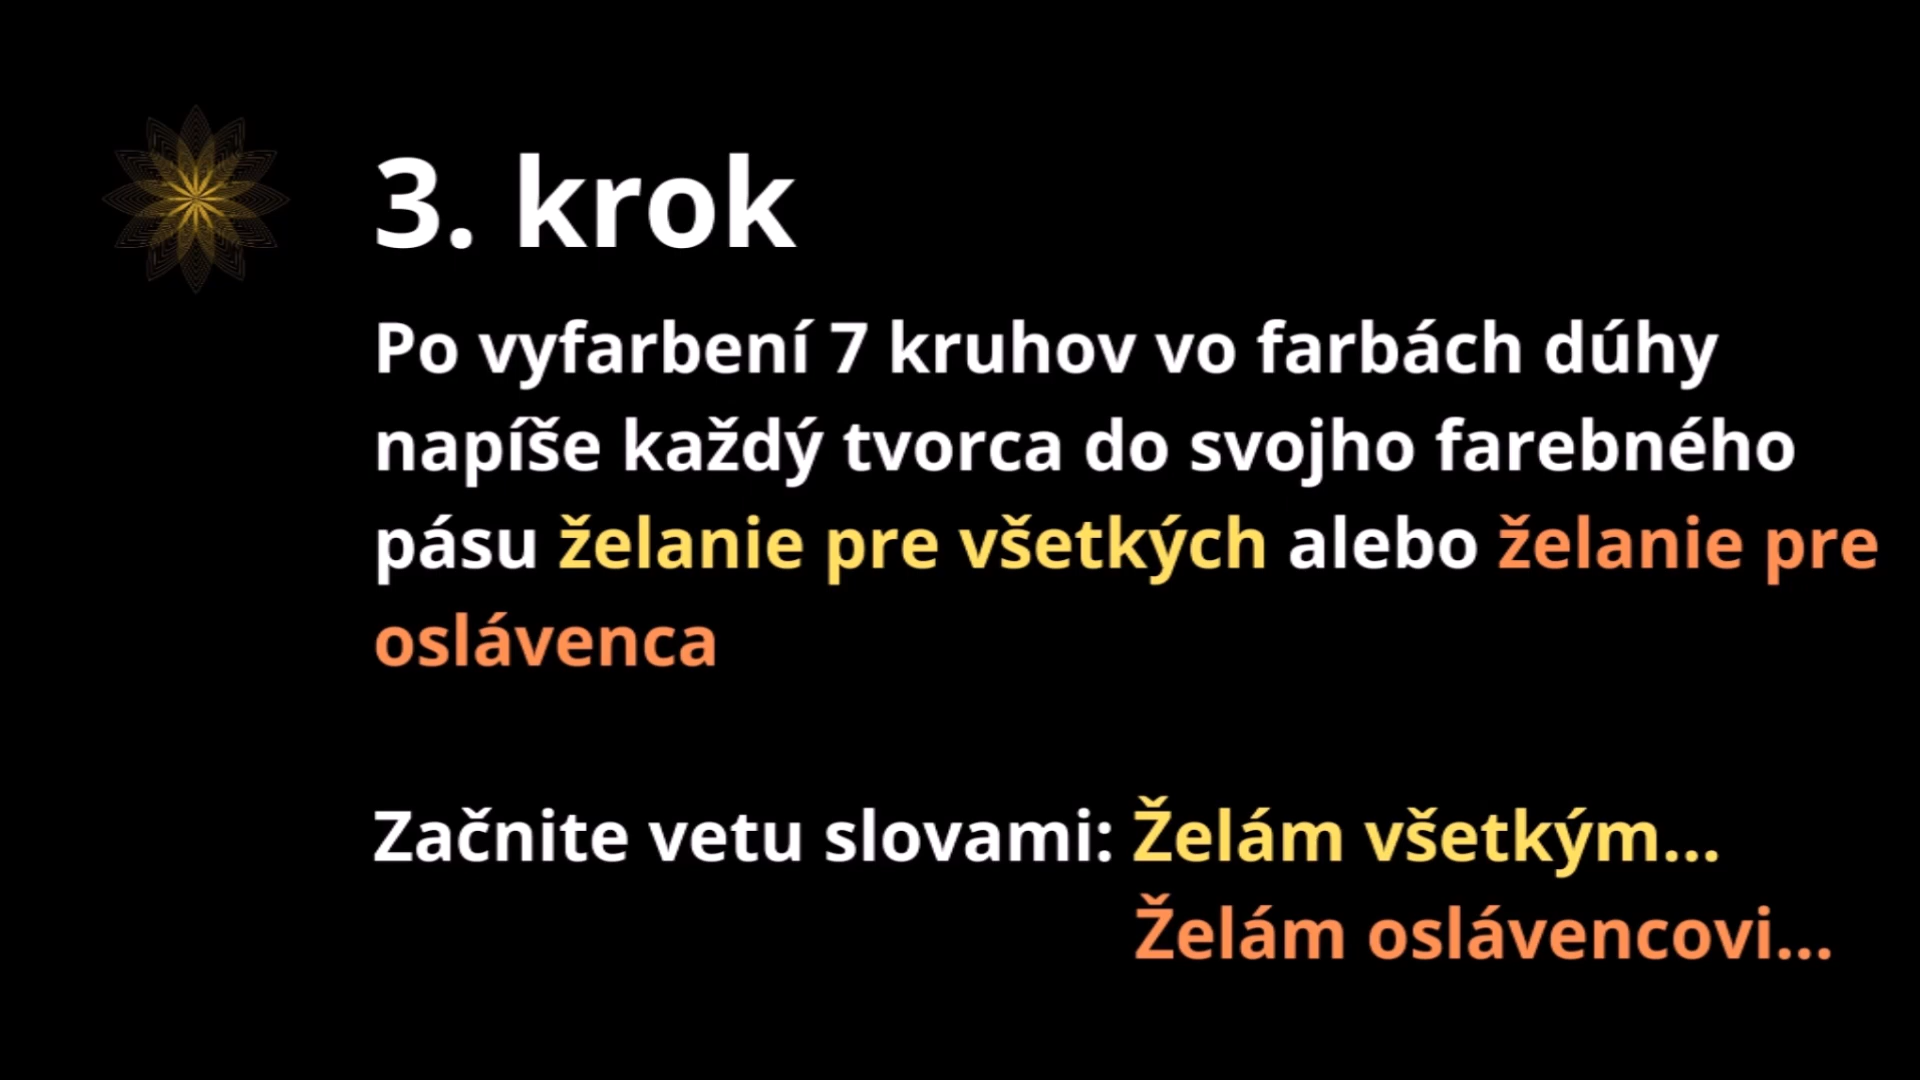 3. krok
Po vyfarbení 7 kruhov vo farbách dúhy
napíše každý tvorca do svojho farebného
pásu želanie pre všetkých alebo želanie pre
oslávenca
Začnite vetu slovami: Želám všetkým...
Želám oslávencovi...